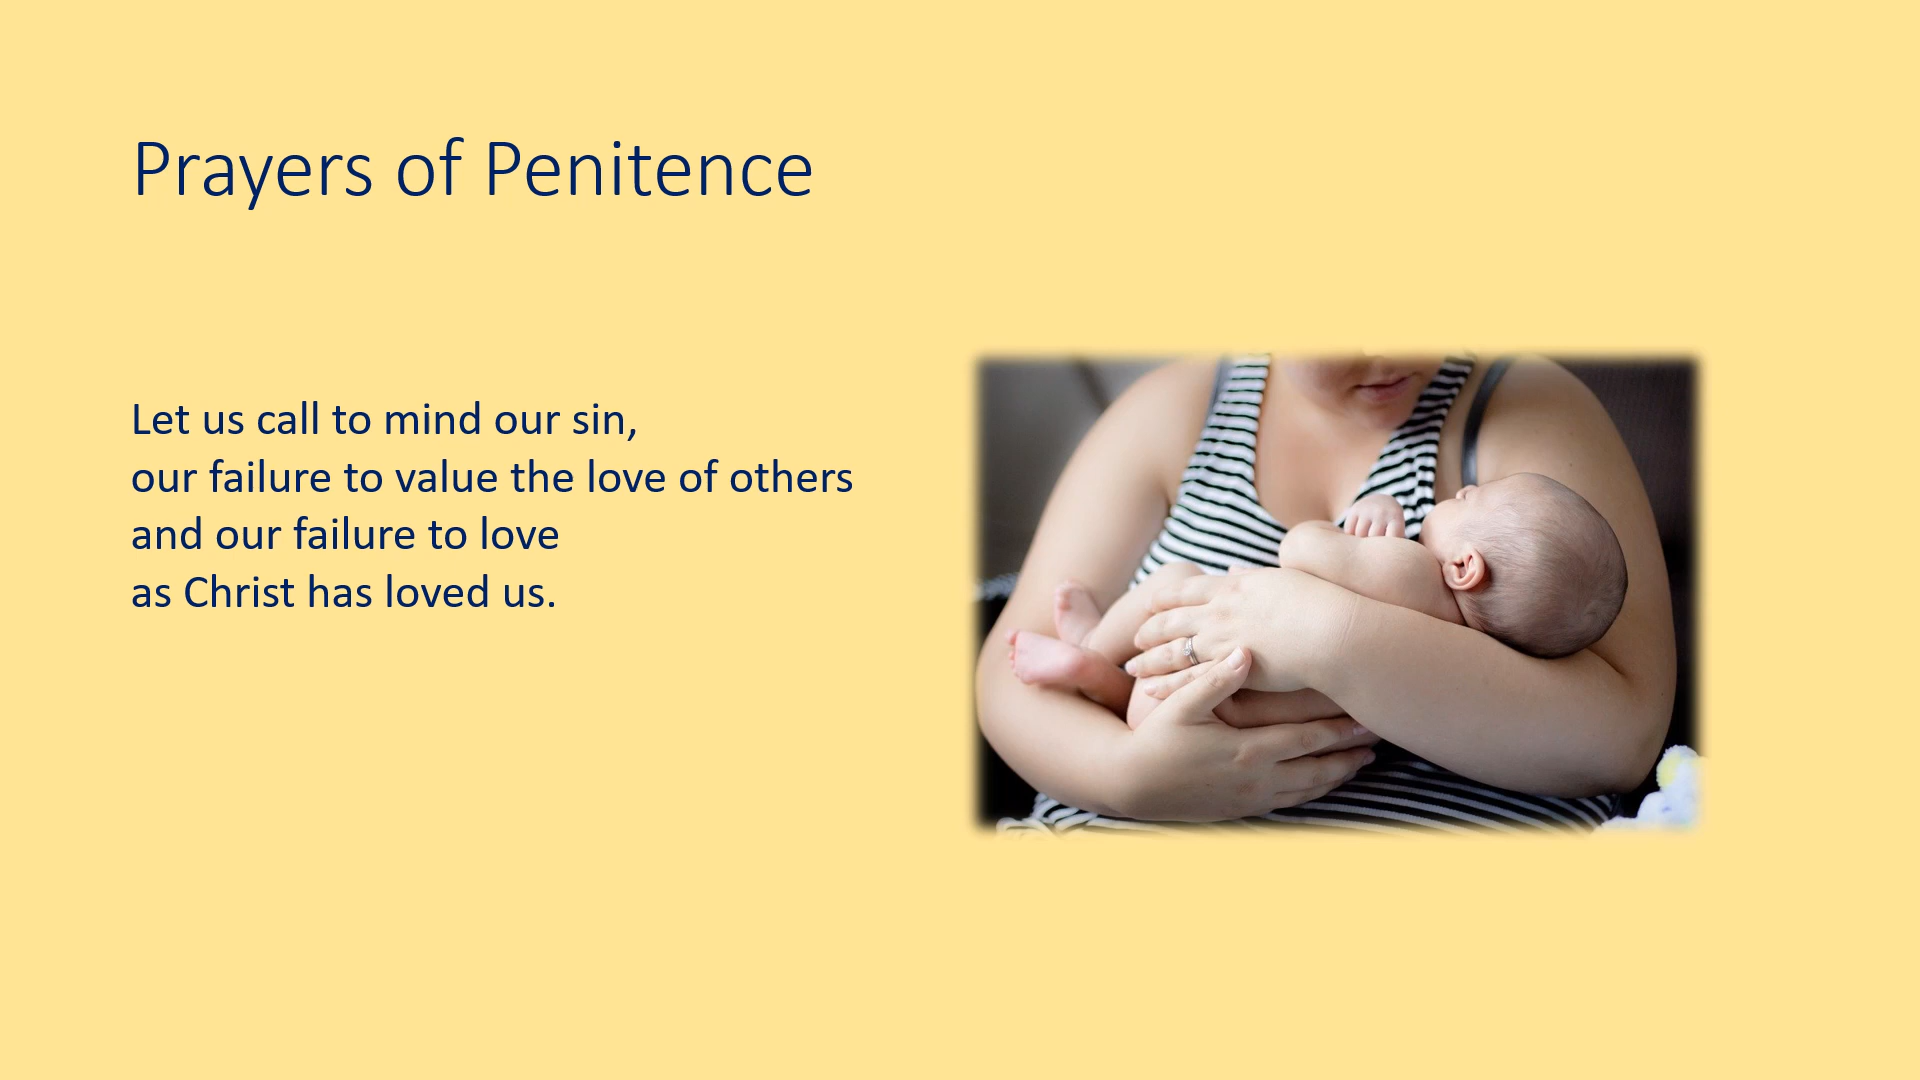 Prayers of Penitence
Let us call to mind our sin,
our failure to value the love of others
and our failure to love
as Christ has loved us.